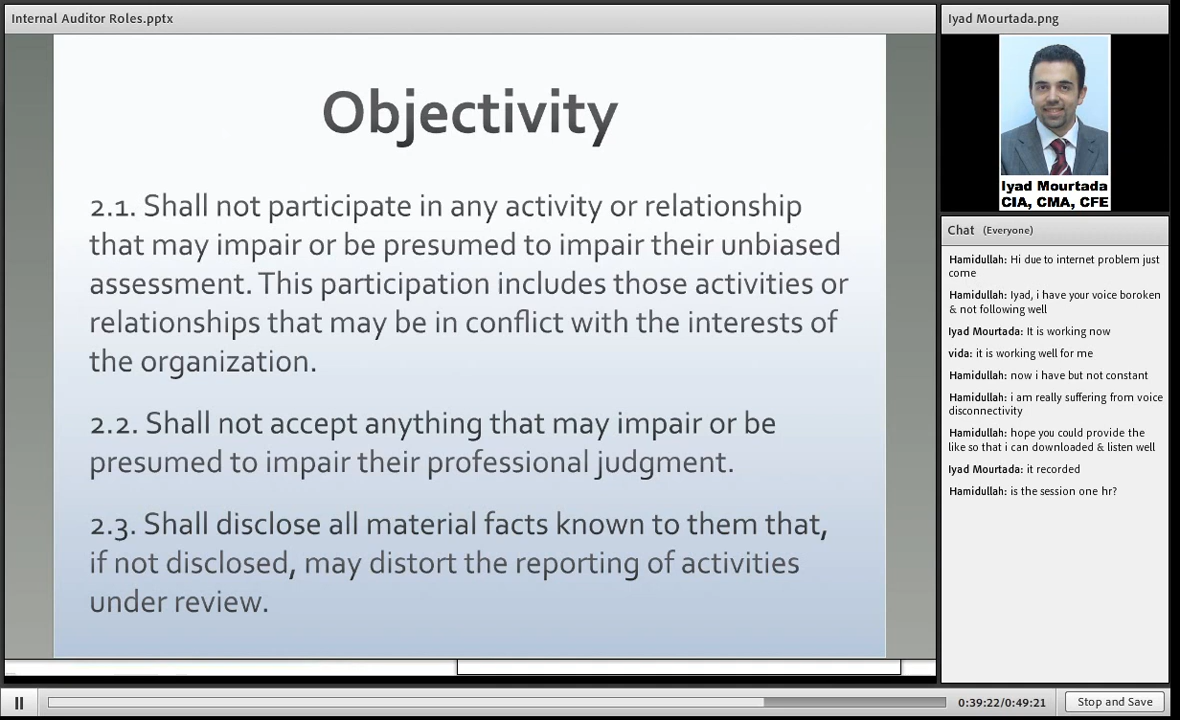 Internal Auditor Roles.pptx
Objectivity
2.1. Shall not participate in any activity or relationship
that may impair or be presumed to impair their unbiased
assessment. This participation includes those activities or
relationships that may be in conflict with the interests of
the organization.
2.2. Shall not accept anything that may impair or be
presumed to impair their professional judgment.
2.3. Shall disclose all material facts known to them that,
if not disclosed, may distort the reporting of activities
under review.
Iyad Mourtada.png
Iyad Mourtada
CIA, CMA, CFE
Chat (Everyone)
Hamidullah: Hi due to internet problem just
come
Hamidullah: Iyad, i have your voice boroken
& not following well
Iyad Mourtada: It is working now
vida: it is working well for me
Hamidullah: now i have but not constant
Hamidullah: i am really suffering from voice
disconnectivity
Hamidullah: hope you could provide the
like so that i can downloaded & listen well
Iyad Mourtada: it recorded
Hamidullah: is the session one hr?
0:39:22/0:49:21
Stop and Save